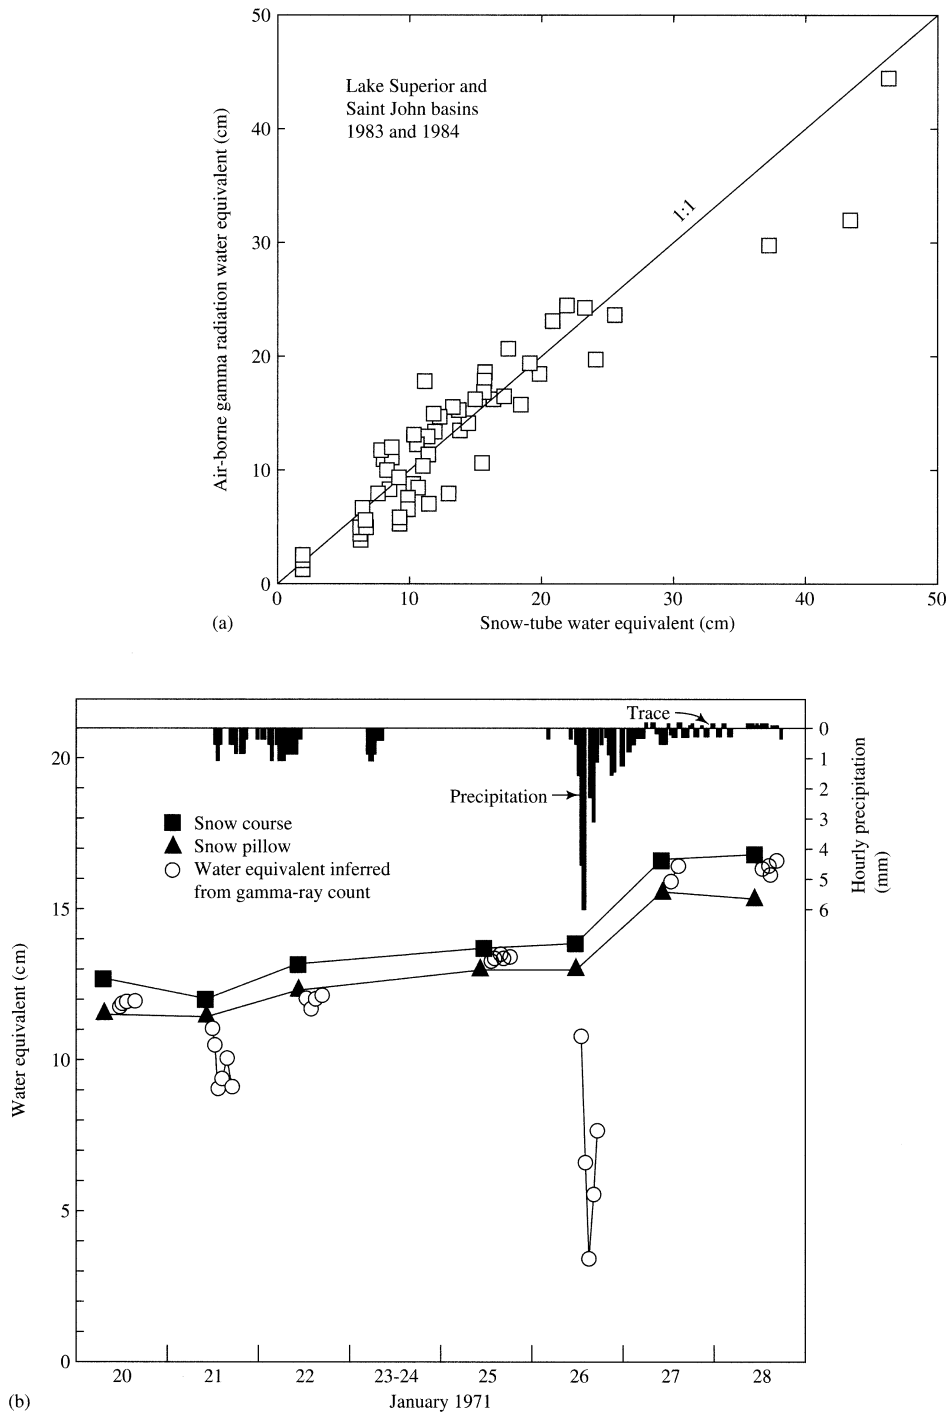 50
40
30
20
10
0
Air-borne gamma radiation water equivalent (cm)
Lake Superior and
Saint John basins
1983 and 1984
1:1
0 10 20 30 40 50
(a) Snow-tube water equivalent (cm)
Trace
Precipitation
Snow course
Snow pillow
Water equivalent inferred
from gamma-ray count
20
15
10
5
0
Water equivalent (cm)
0
1
2
3
4
5
6
Hourly precipitation
(mm)
20 21 22 23-24 25 26 27 28
(b) January 1971